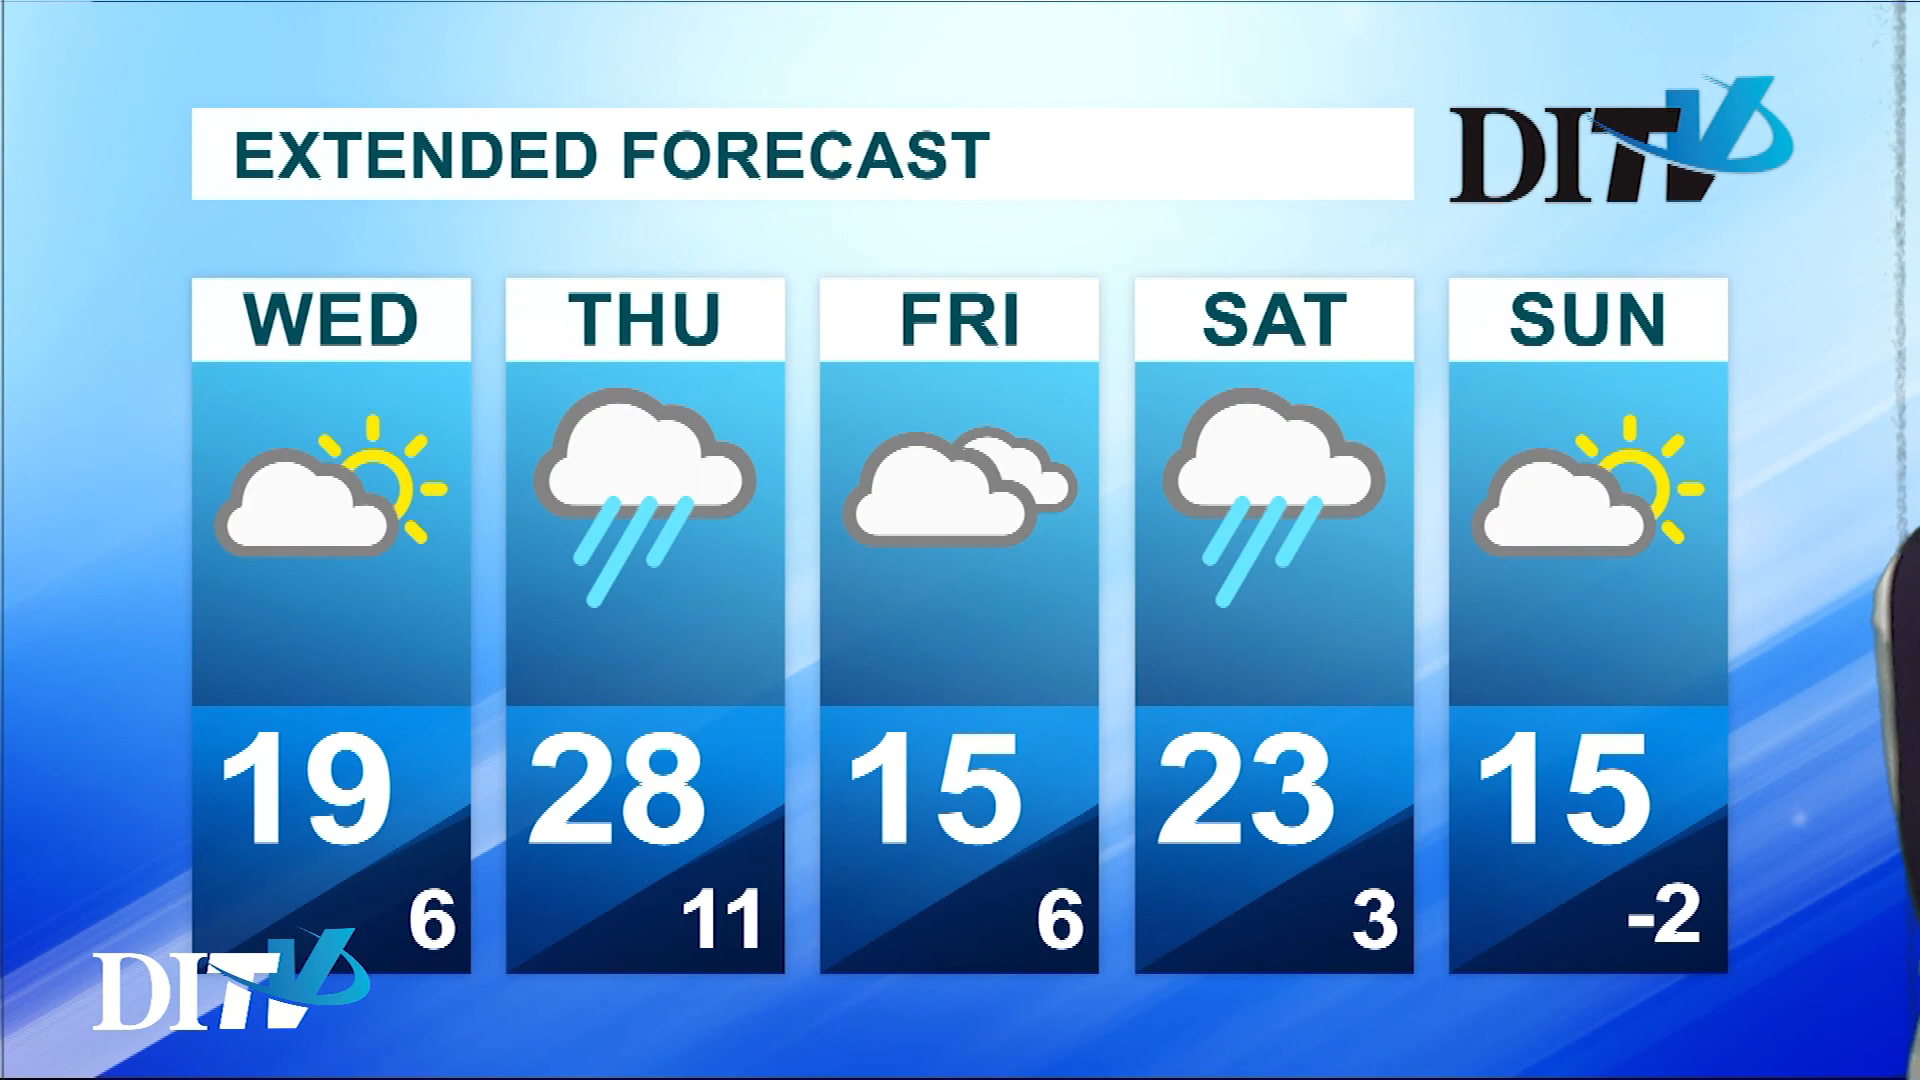 EXTENDED FORECAST
DITV
WED THU FRI SAT SUN
19 28 15 23 15
6 11 6 3 -2
DITV